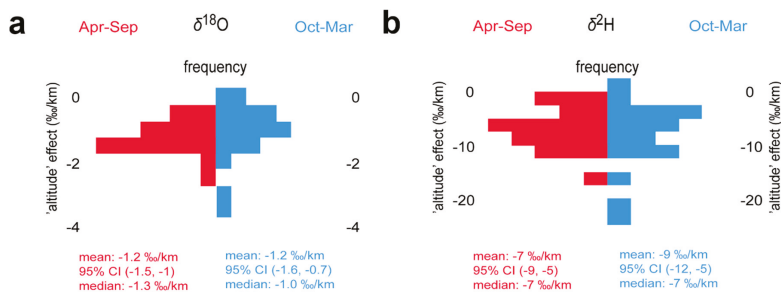 a
Apr-Sep
δ18O
Oct-Mar
frequency
'altitude' effect (‰/km)
0
-2
-4
0
-2
-4
mean: -1.2 ‰/km
95% CI (-1.5, -1)
median: -1.3 ‰/km
mean: -1.2 ‰/km
95% CI (-1.6, -0.7)
median: -1.0 ‰/km
b
Apr-Sep
δ2H
Oct-Mar
frequency
'altitude' effect (‰/km)
0
-10
-20
0
-10
-20
'altitude' effect (‰/km)
mean: -7 ‰/km
95% CI (-9, -5)
median: -7 ‰/km
mean: -9 ‰/km
95% CI (-12, -5)
median: -7 ‰/km